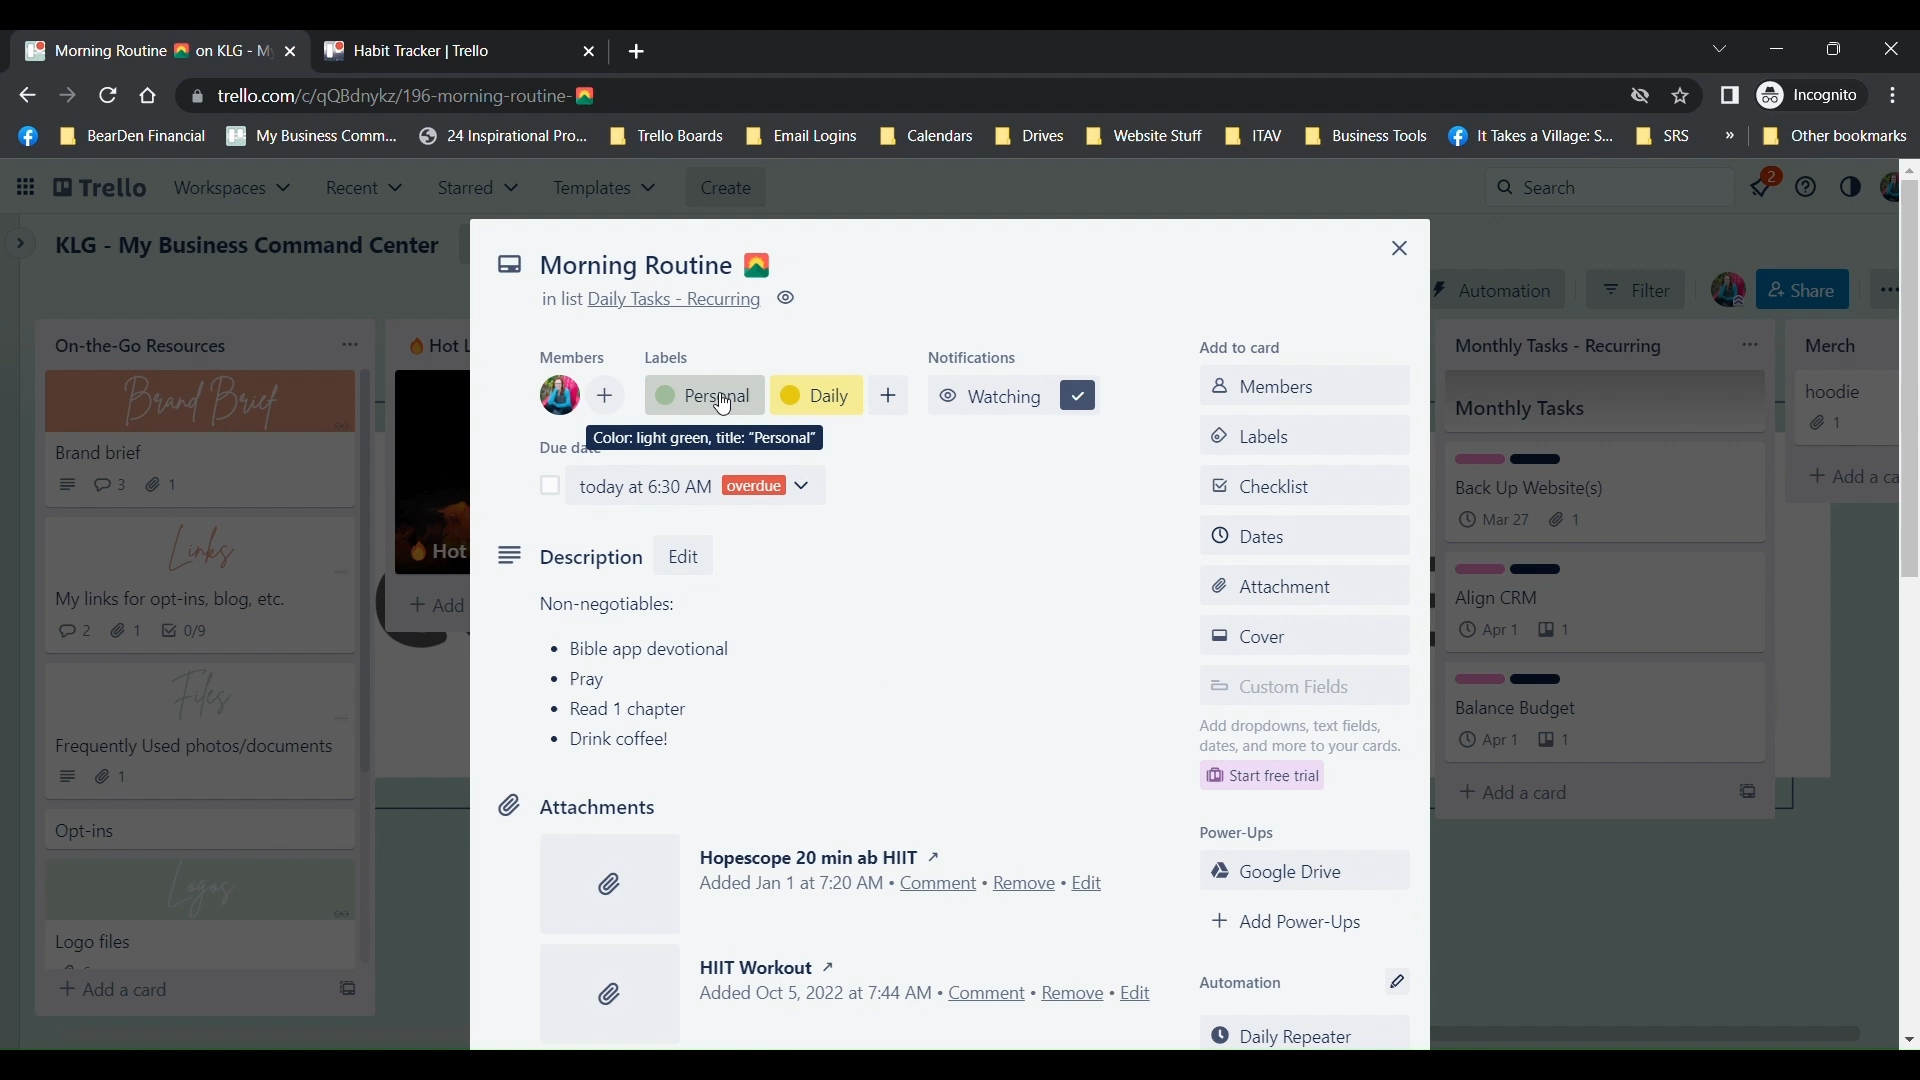 Morning Routine on KLG - M
Habit Tracker | Trello
trello.com/c/qQBdnykz/196-morning-routine-
Incognito
BearDen Financial
My Business Comm...
24 Inspirational Pro...
Trello Boards
Email Logins
Calendars
Drives
Website Stuff
ITAV
Business Tools
It Takes a Village: S...
SRS
»
Other bookmarks
Trello
Workspaces
Recent
Starred
Templates
Create
Search
2
KLG - My Business Command Center
Automation
Filter
Share
On-the-Go Resources
Brand Brief
Brand brief
3
1
Links
My links for opt-ins, blog, etc.
2
1
0/9
Files
Frequently Used photos/documents
1
Opt-ins
Logos
Logo files
+ Add a card
Hot L
Hot
+ Add
Morning Routine
in list Daily Tasks - Recurring
Members
Labels
Notifications
Personal
Daily
+
Watching
Color: light green, title: "Personal"
Due date
today at 6:30 AM
overdue
Description
Edit
Non-negotiables:
• Bible app devotional
• Pray
• Read 1 chapter
• Drink coffee!
Attachments
Hopescope 20 min ab HIIT ↗
Added Jan 1 at 7:20 AM • Comment • Remove • Edit
HIIT Workout ↗
Added Oct 5, 2022 at 7:44 AM • Comment • Remove • Edit
Add to card
Members
Labels
Checklist
Dates
Attachment
Cover
Custom Fields
Add dropdowns, text fields,
dates, and more to your cards.
Start free trial
Power-Ups
Google Drive
+ Add Power-Ups
Automation
Daily Repeater
Monthly Tasks - Recurring
Monthly Tasks
Back Up Website(s)
Mar 27
1
Align CRM
Apr 1
1
Balance Budget
Apr 1
1
+ Add a card
Merch
hoodie
1
+ Add a ca